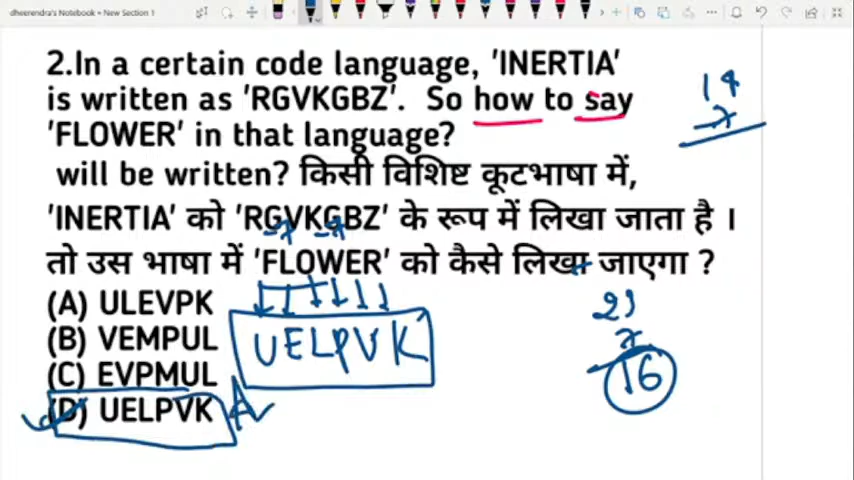 dheerendra's Notebook • New Section 1
2.In a certain code language, 'INERTIA'
is written as 'RGVKGBZ'. So how to say
'FLOWER' in that language?
will be written? किसी विशिष्ट कूटभाषा में,
'INERTIA' को 'RGVKGBZ' के रूप में लिखा जाता है ।
तो उस भाषा में 'FLOWER' को कैसे लिखा जाएगा ?
(A) ULEVPK
(B) VEMPUL
(C) EVPMUL
(D) UELPVK
UELPVK
23
7
16